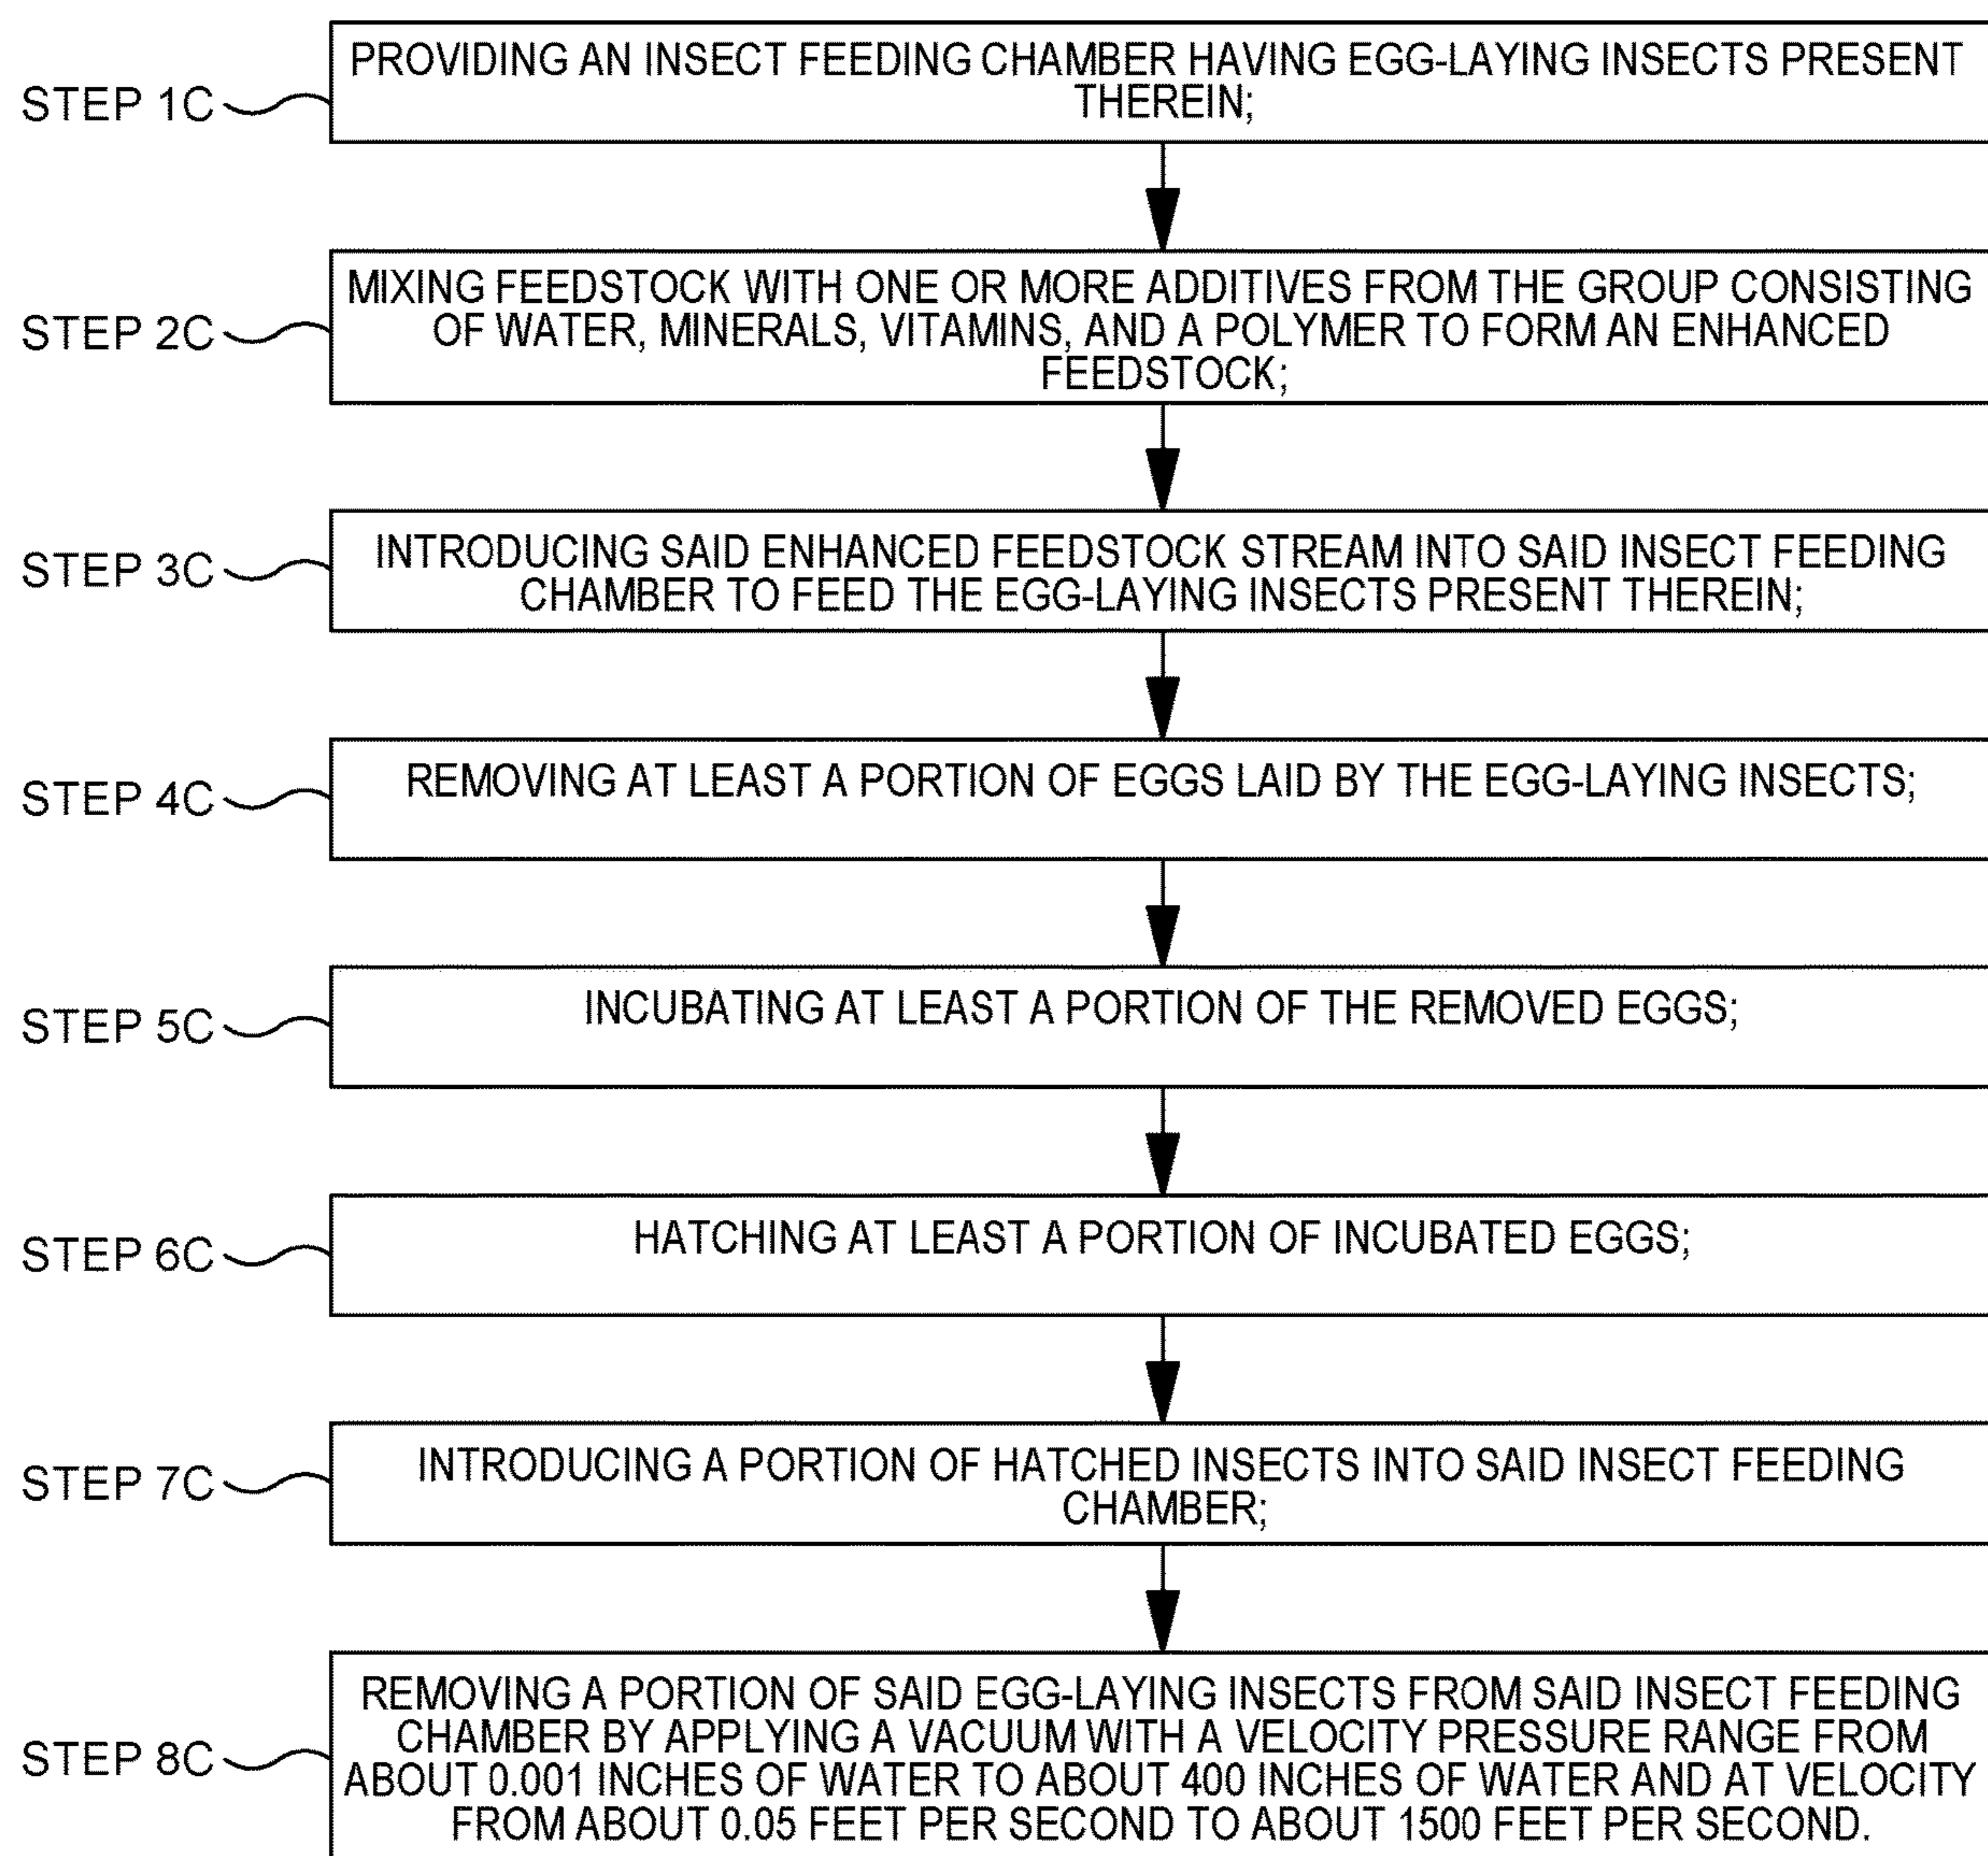 STEP 1C
PROVIDING AN INSECT FEEDING CHAMBER HAVING EGG-LAYING INSECTS PRESENT
THEREIN;
STEP 2C
MIXING FEEDSTOCK WITH ONE OR MORE ADDITIVES FROM THE GROUP CONSISTING
OF WATER, MINERALS, VITAMINS, AND A POLYMER TO FORM AN ENHANCED
FEEDSTOCK;
STEP 3C
INTRODUCING SAID ENHANCED FEEDSTOCK STREAM INTO SAID INSECT FEEDING
CHAMBER TO FEED THE EGG-LAYING INSECTS PRESENT THEREIN;
STEP 4C
REMOVING AT LEAST A PORTION OF EGGS LAID BY THE EGG-LAYING INSECTS;
STEP 5C
INCUBATING AT LEAST A PORTION OF THE REMOVED EGGS;
STEP 6C
HATCHING AT LEAST A PORTION OF INCUBATED EGGS;
STEP 7C
INTRODUCING A PORTION OF HATCHED INSECTS INTO SAID INSECT FEEDING
CHAMBER;
STEP 8C
REMOVING A PORTION OF SAID EGG-LAYING INSECTS FROM SAID INSECT FEEDING
CHAMBER BY APPLYING A VACUUM WITH A VELOCITY PRESSURE RANGE FROM
ABOUT 0.001 INCHES OF WATER TO ABOUT 400 INCHES OF WATER AND AT VELOCITY
FROM ABOUT 0.05 FEET PER SECOND TO ABOUT 1500 FEET PER SECOND.